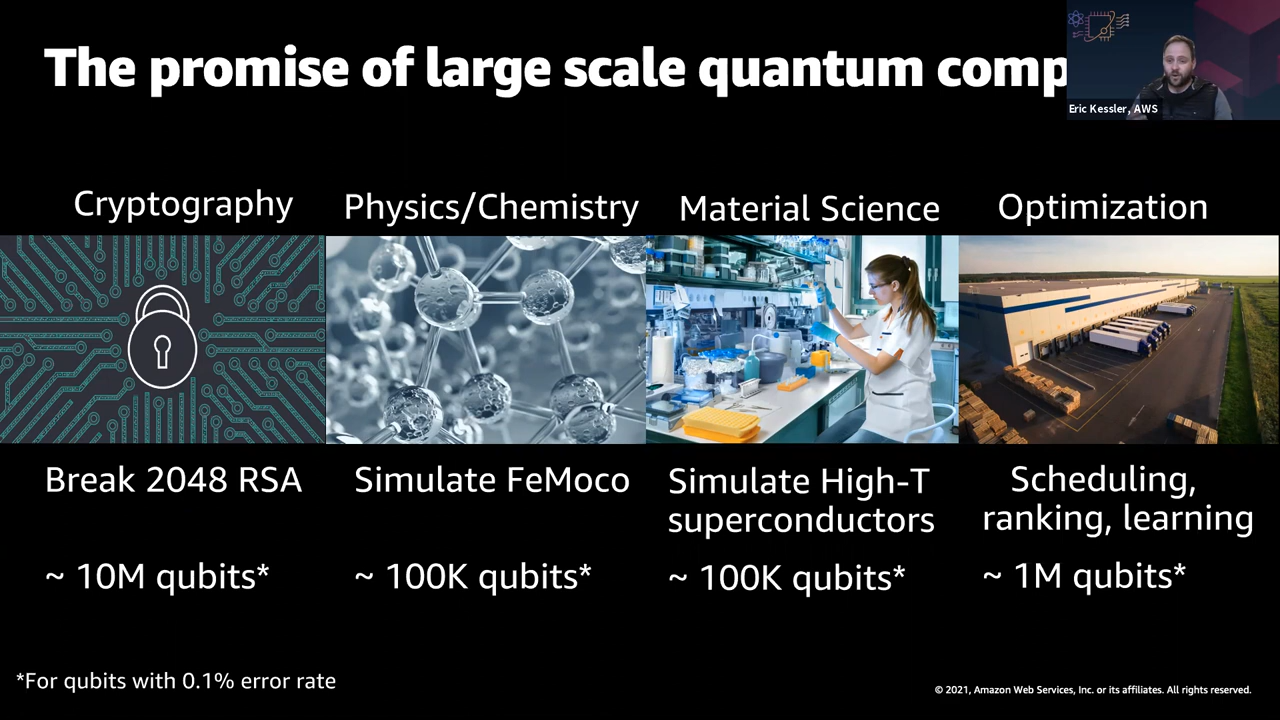 The promise of large scale quantum comp
Eric Kessler, AWS
Cryptography
Physics/Chemistry
Material Science
Optimization
Break 2048 RSA
Simulate FeMoco
Simulate High-T
superconductors
Scheduling,
ranking, learning
~ 10M qubits*
~ 100K qubits*
~ 100K qubits*
~ 1M qubits*
*For qubits with 0.1% error rate
© 2021, Amazon Web Services, Inc. or its affiliates. All rights reserved.